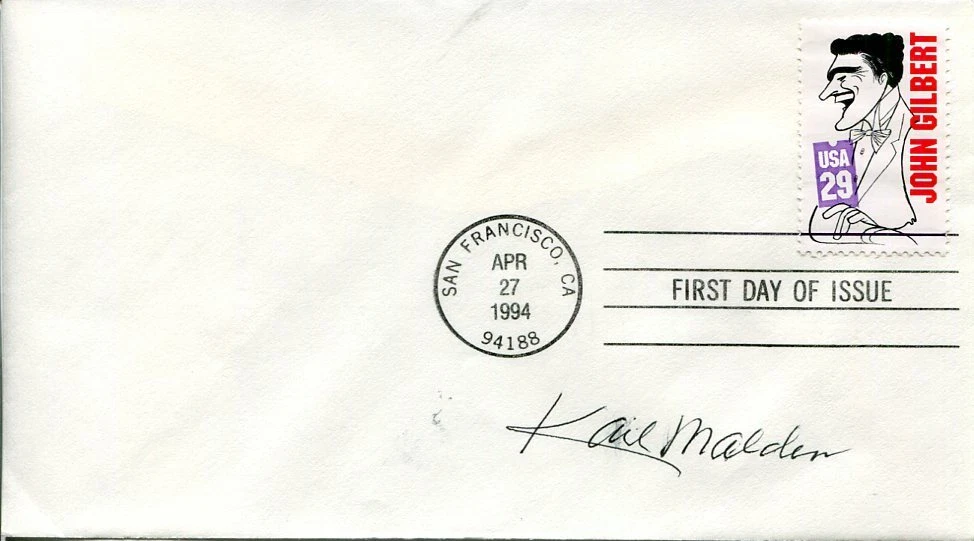 JOHN GILBERT
USA
29
SAN FRANCISCO, CA
APR
27
1994
94188
FIRST DAY OF ISSUE
Karl Malden